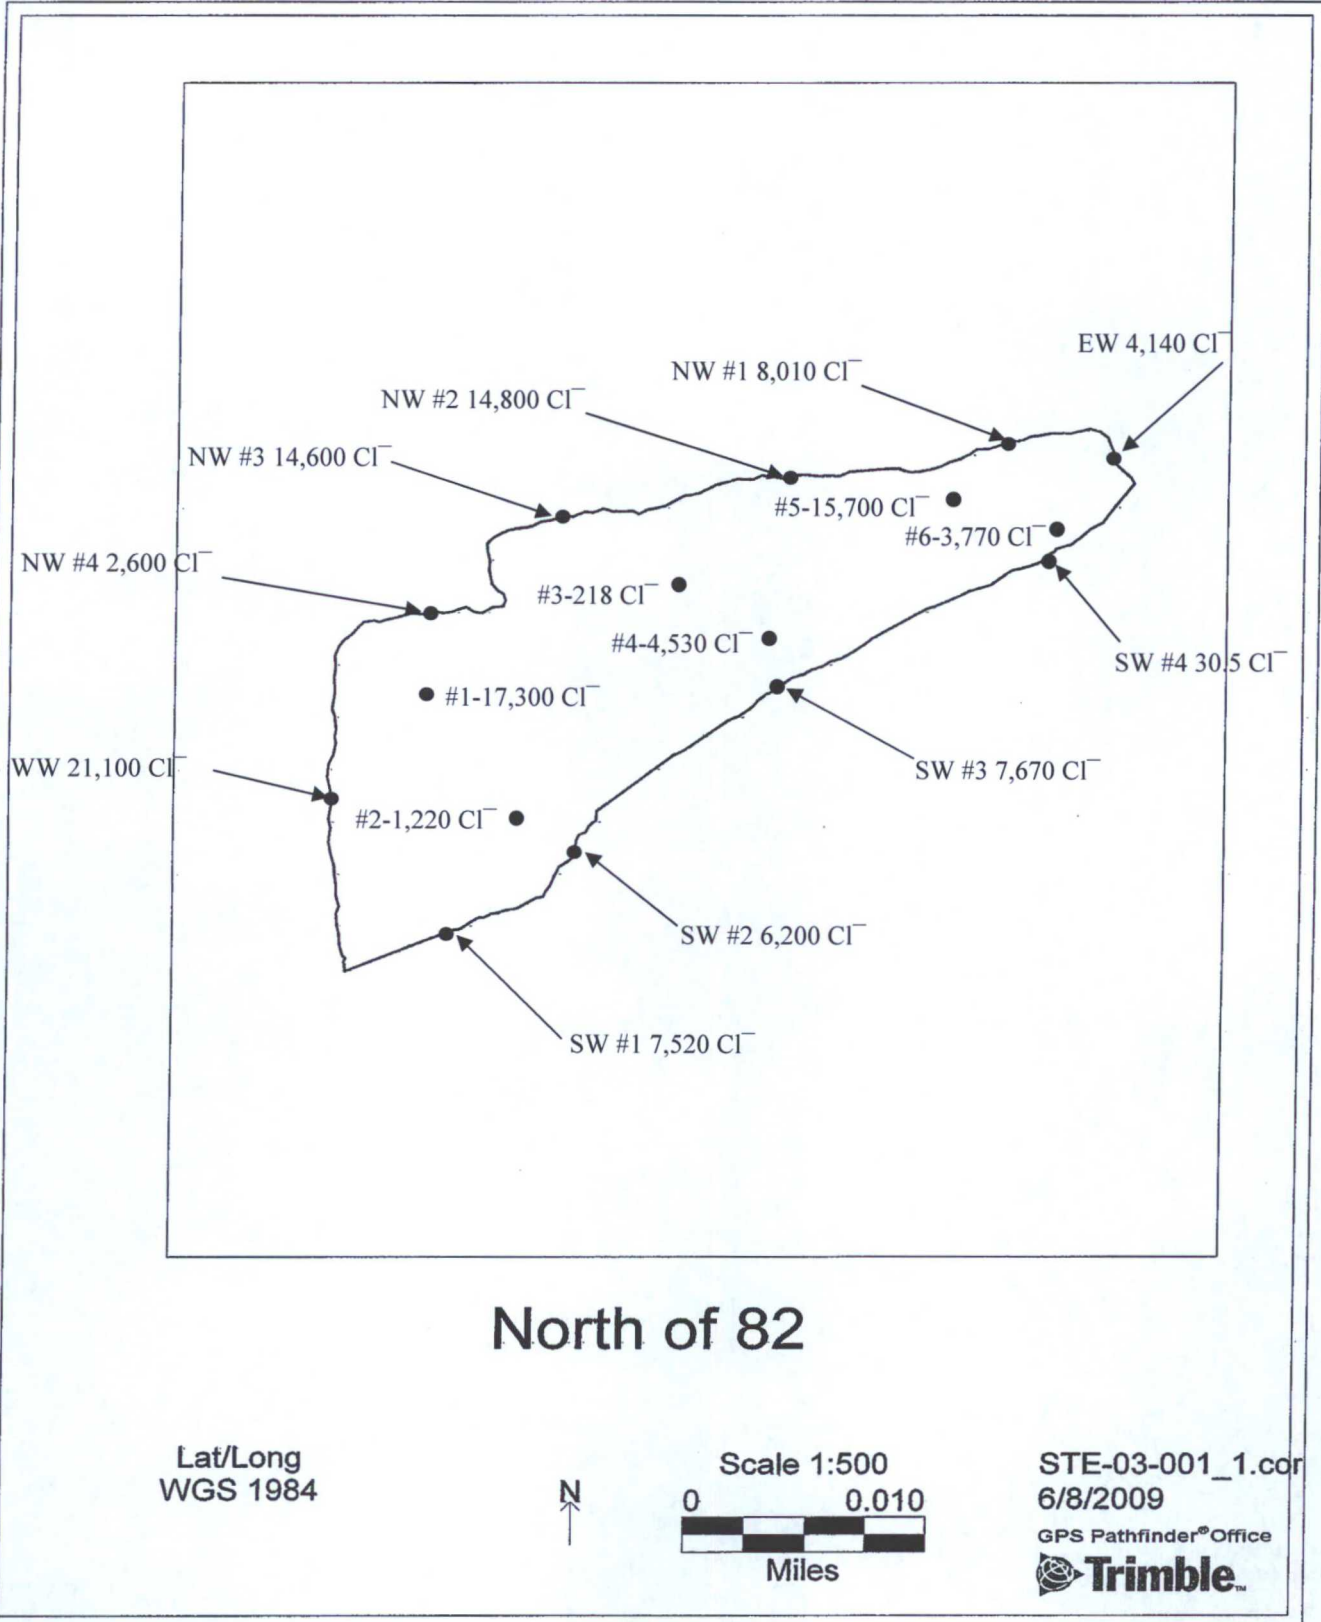 EW 4,140 Cl¯
NW #1 8,010 Cl¯
NW #2 14,800 Cl¯
NW #3 14,600 Cl¯
#5-15,700 Cl¯
#6-3,770 Cl¯
NW #4 2,600 Cl¯
#3-218 Cl¯
#4-4,530 Cl¯
SW #4 30.5 Cl¯
#1-17,300 Cl¯
WW 21,100 Cl¯
SW #3 7,670 Cl¯
#2-1,220 Cl¯
SW #2 6,200 Cl¯
SW #1 7,520 Cl¯
North of 82
Lat/Long
WGS 1984
N
Scale 1:500
0 0.010
Miles
STE-03-001_1.cor
6/8/2009
GPS Pathfinder®Office
Trimble™